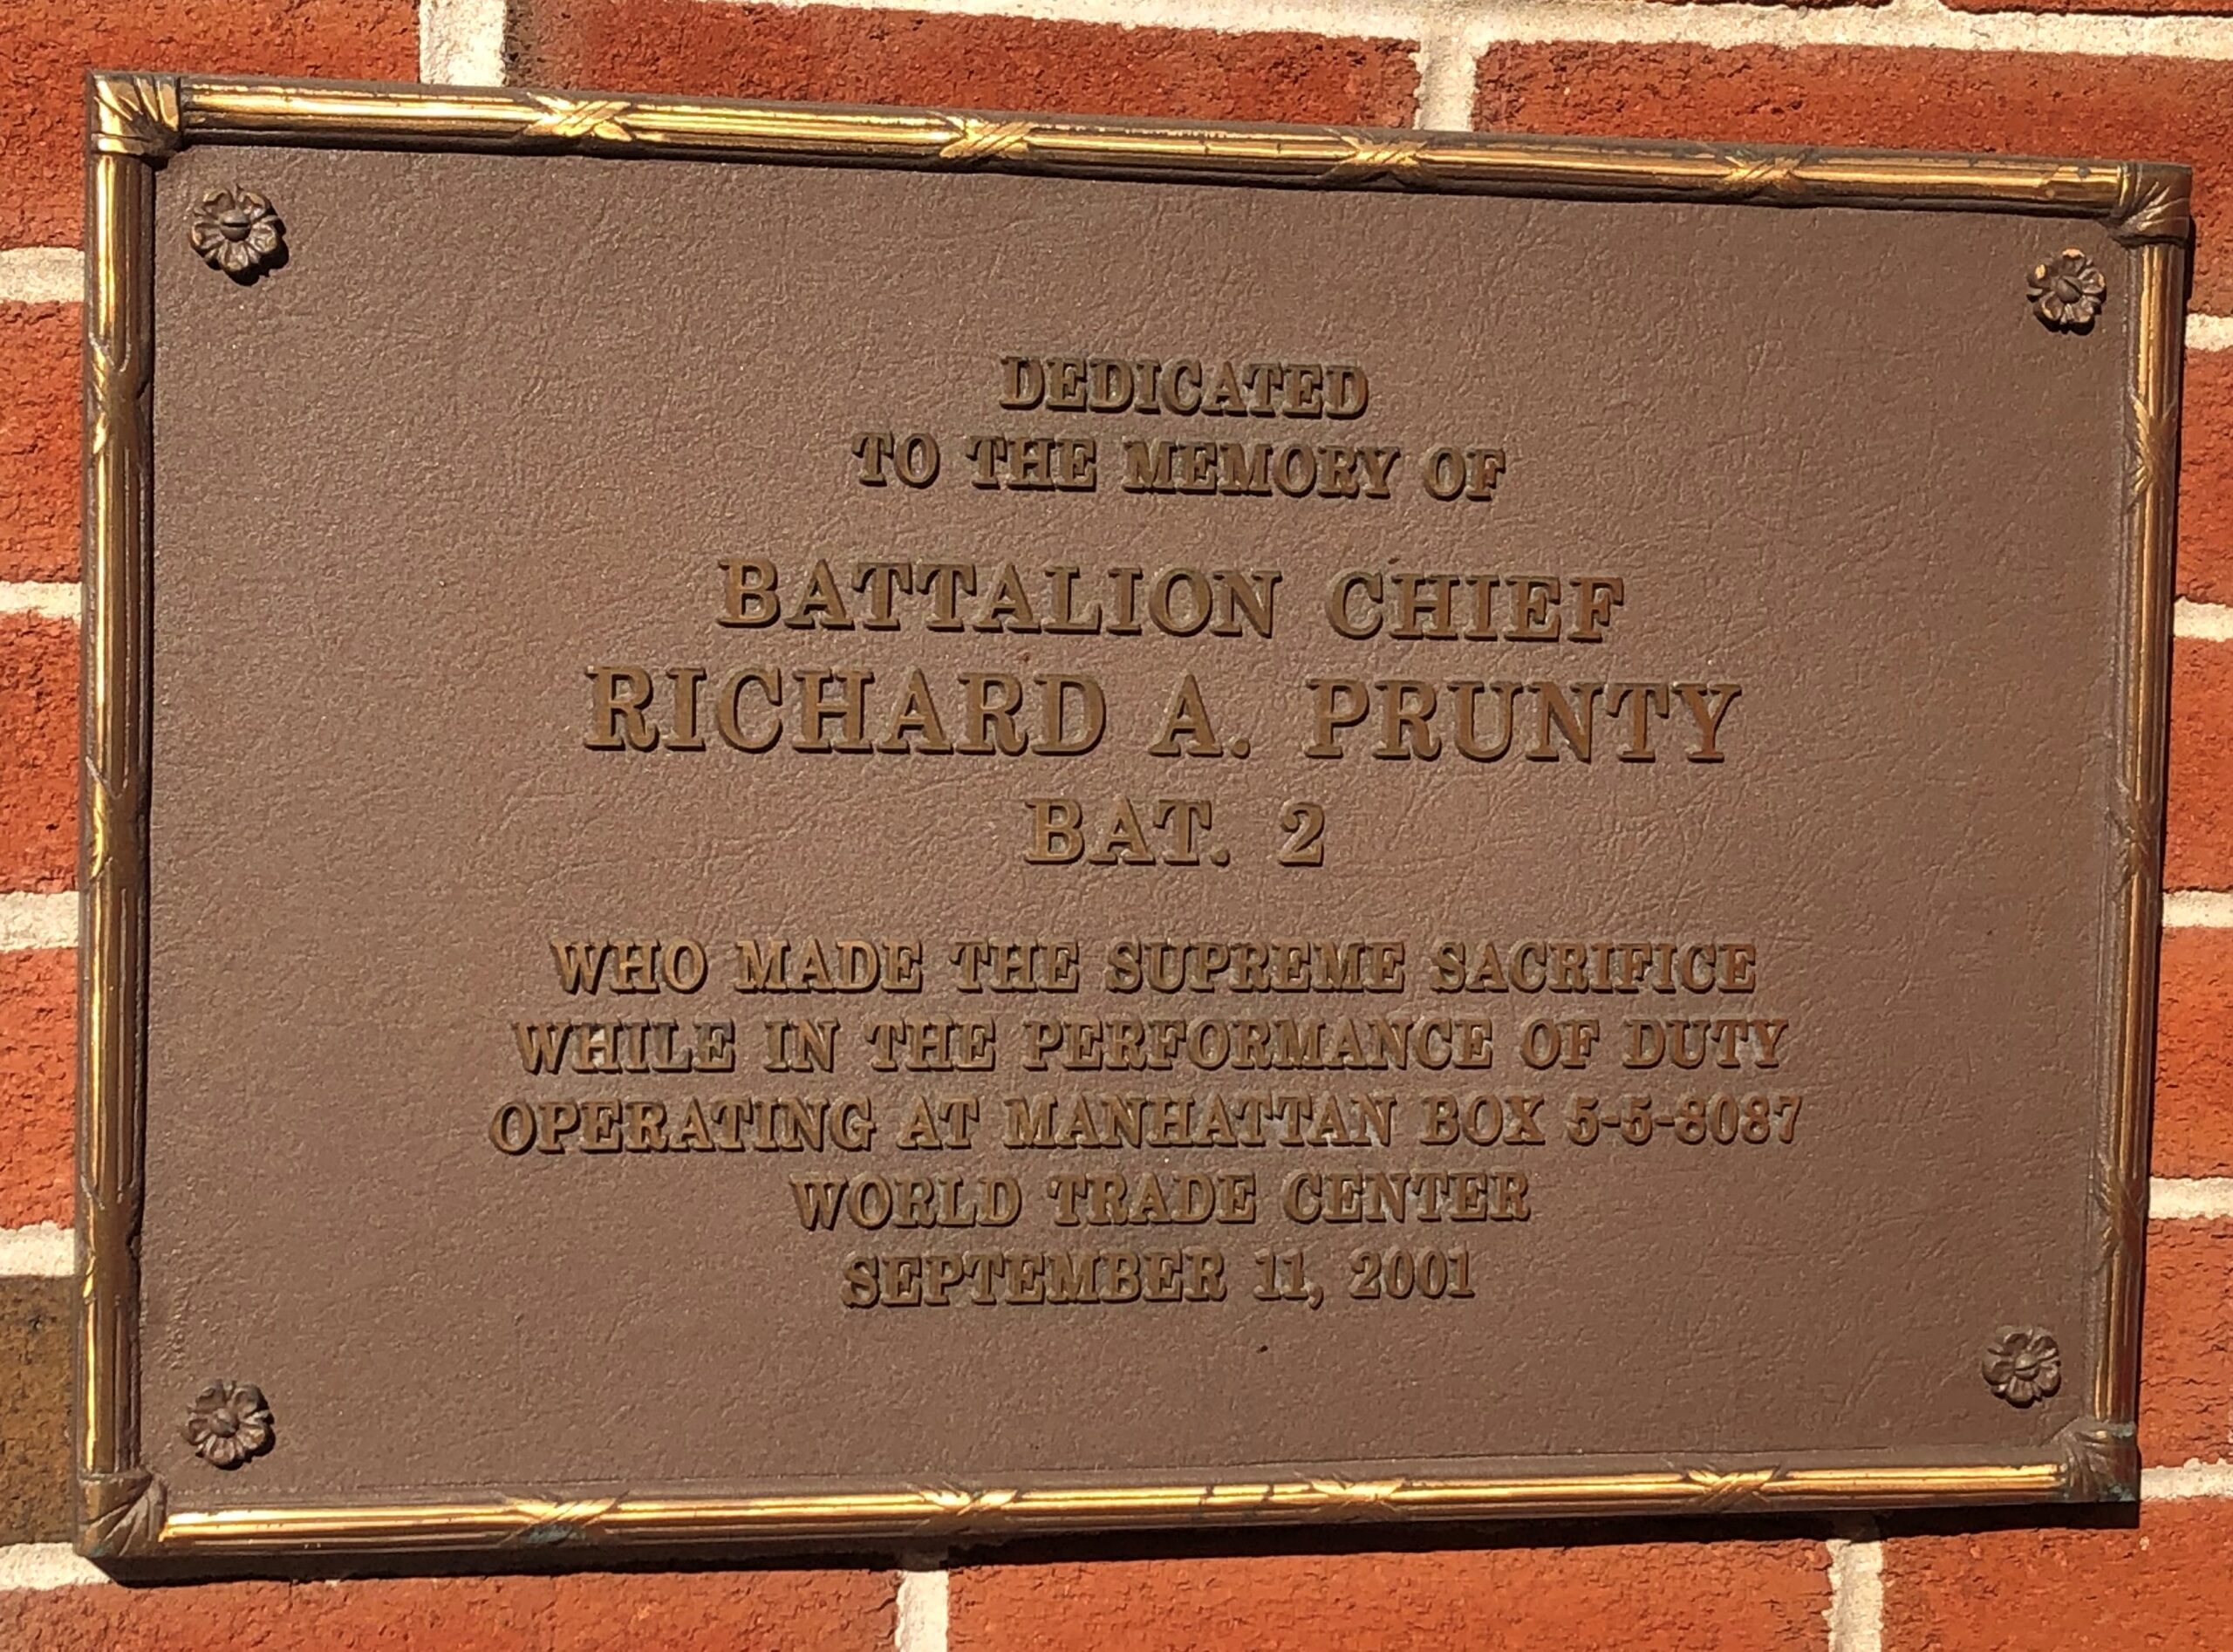 DEDICATED
TO THE MEMORY OF
BATTALION CHIEF
RICHARD A. PRUNTY
BAT. 2
WHO MADE THE SUPREME SACRIFICE
WHILE IN THE PERFORMANCE OF DUTY
OPERATING AT MANHATTAN BOX 5-5-8087
WORLD TRADE CENTER
SEPTEMBER 11, 2001